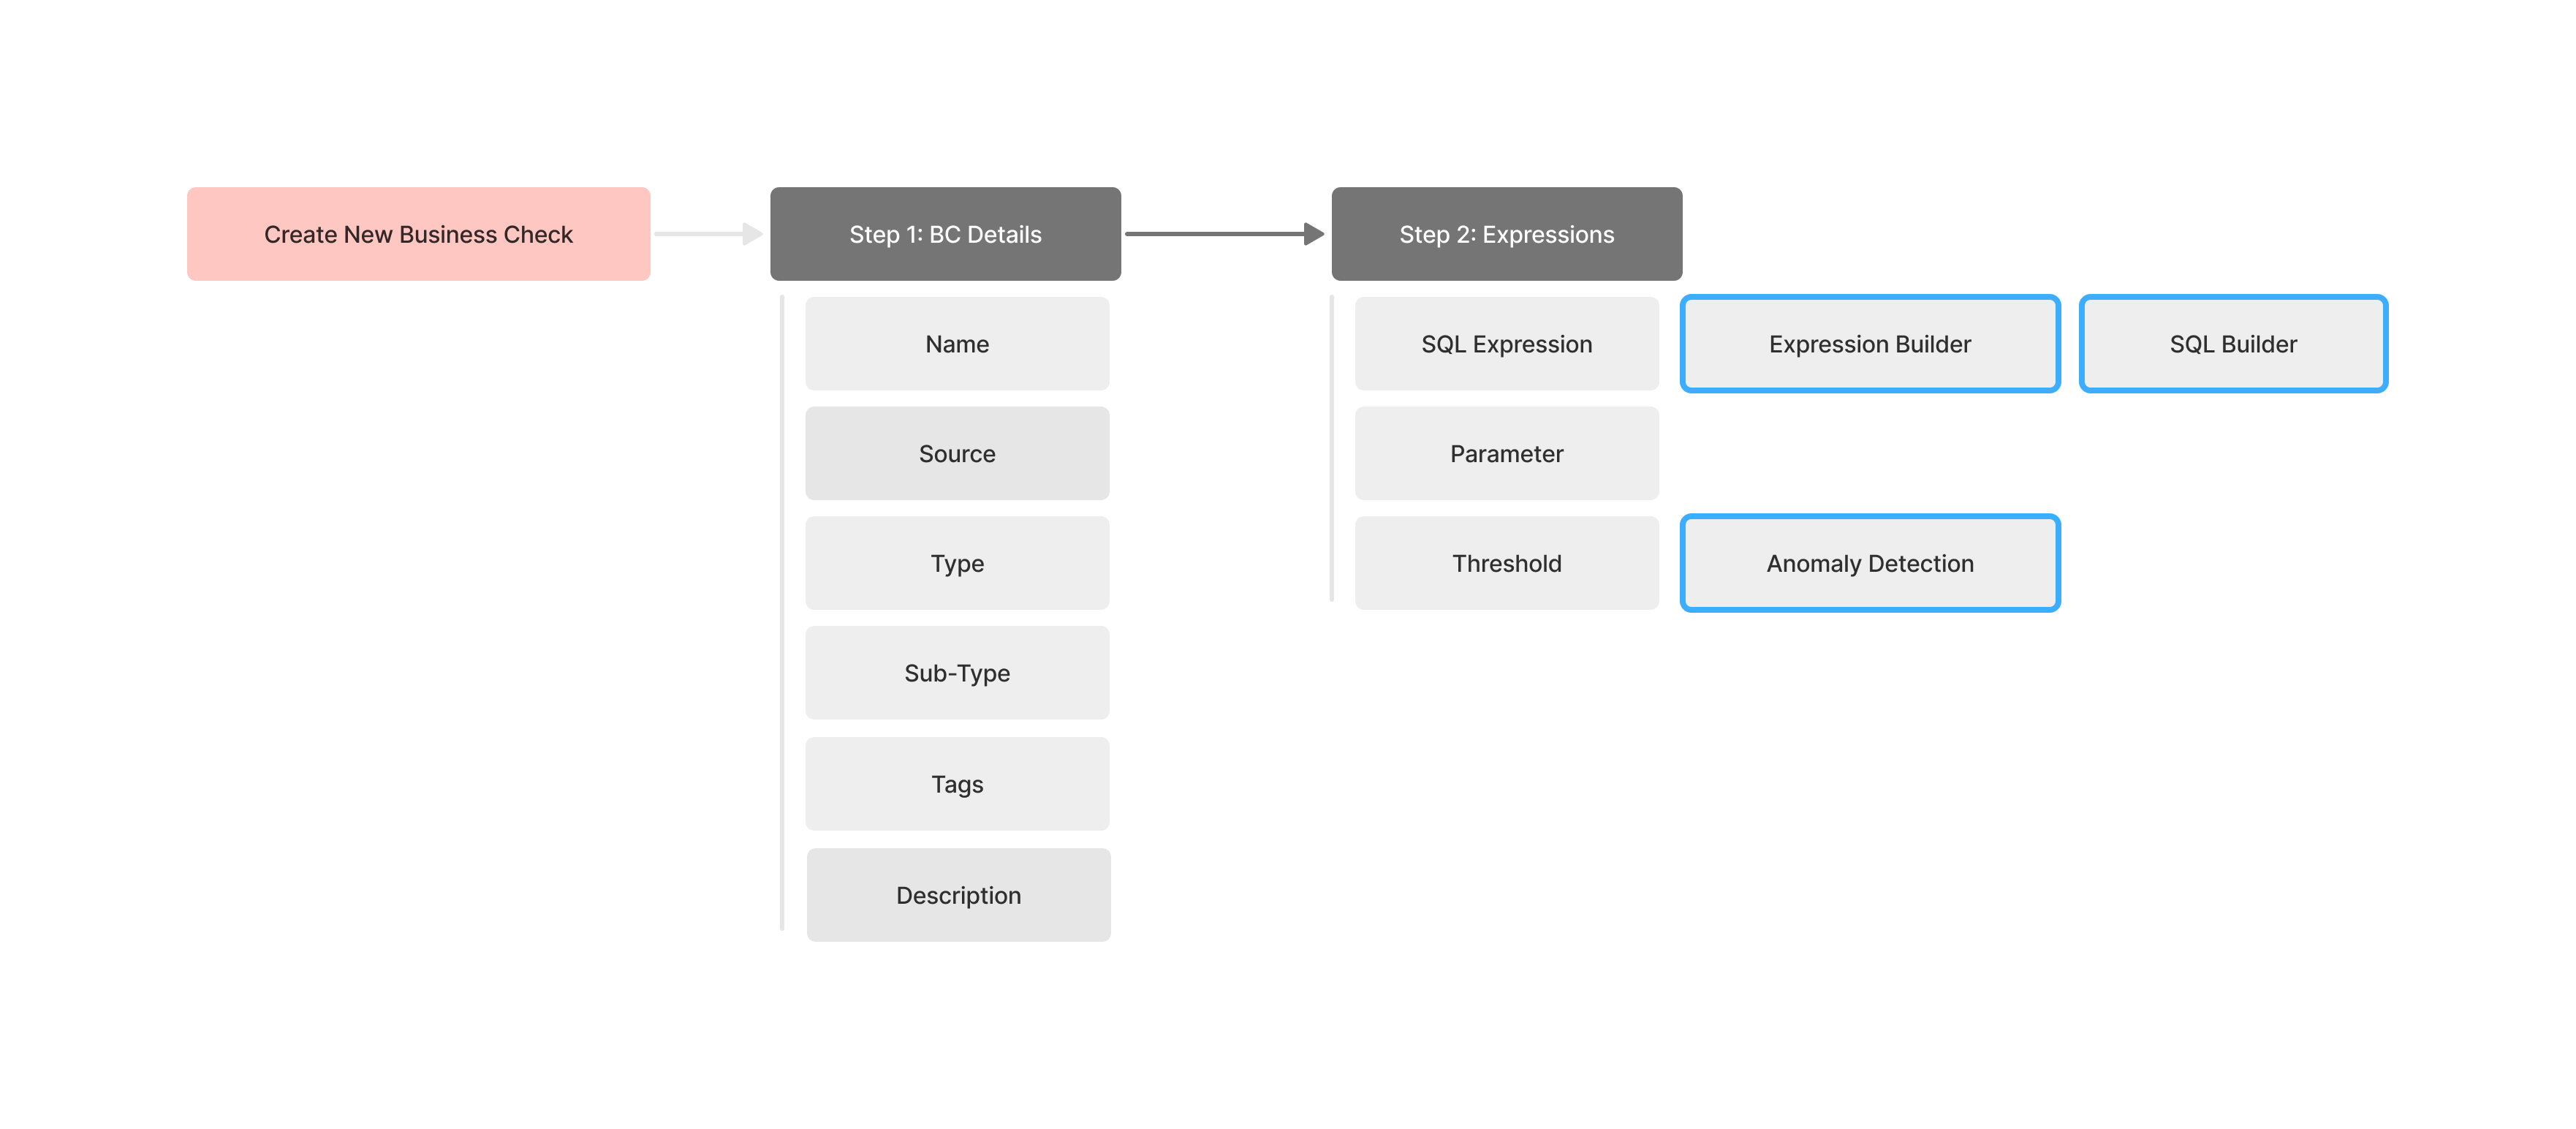 Create New Business Check
Step 1: BC Details
Step 2: Expressions
Name
Source
Type
Sub-Type
Tags
Description
SQL Expression
Expression Builder
SQL Builder
Parameter
Threshold
Anomaly Detection